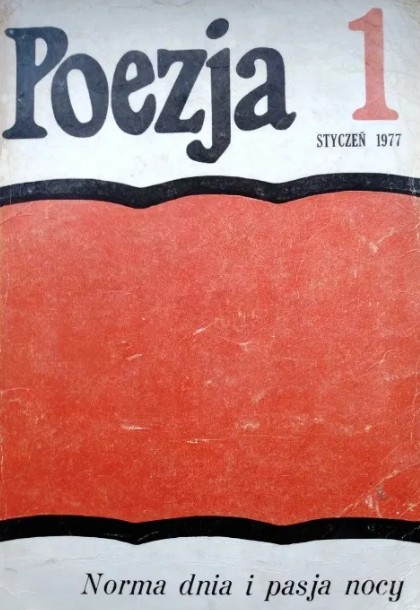 Poezja 1
STYCZEŃ 1977
Norma dnia i pasja nocy